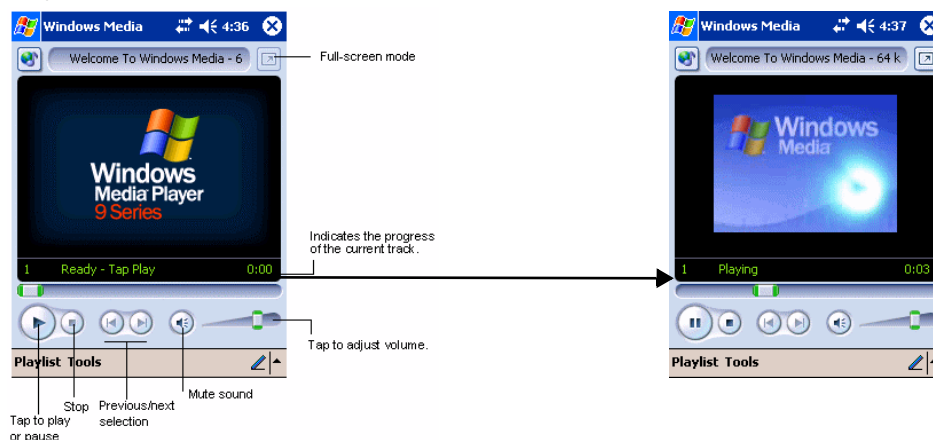 Windows Media 4:36
Welcome To Windows Media - 6
Full-screen mode
Windows
Media Player
9 Series
Indicates the progress
of the current track.
1 Ready - Tap Play 0:00
Tap to adjust volume.
Playlist Tools
Mute sound
Stop
Previous/next
selection
Tap to play
or pause
Windows Media 4:37
Welcome To Windows Media - 64 k
Windows
Media
1 Playing 0:03
Playlist Tools